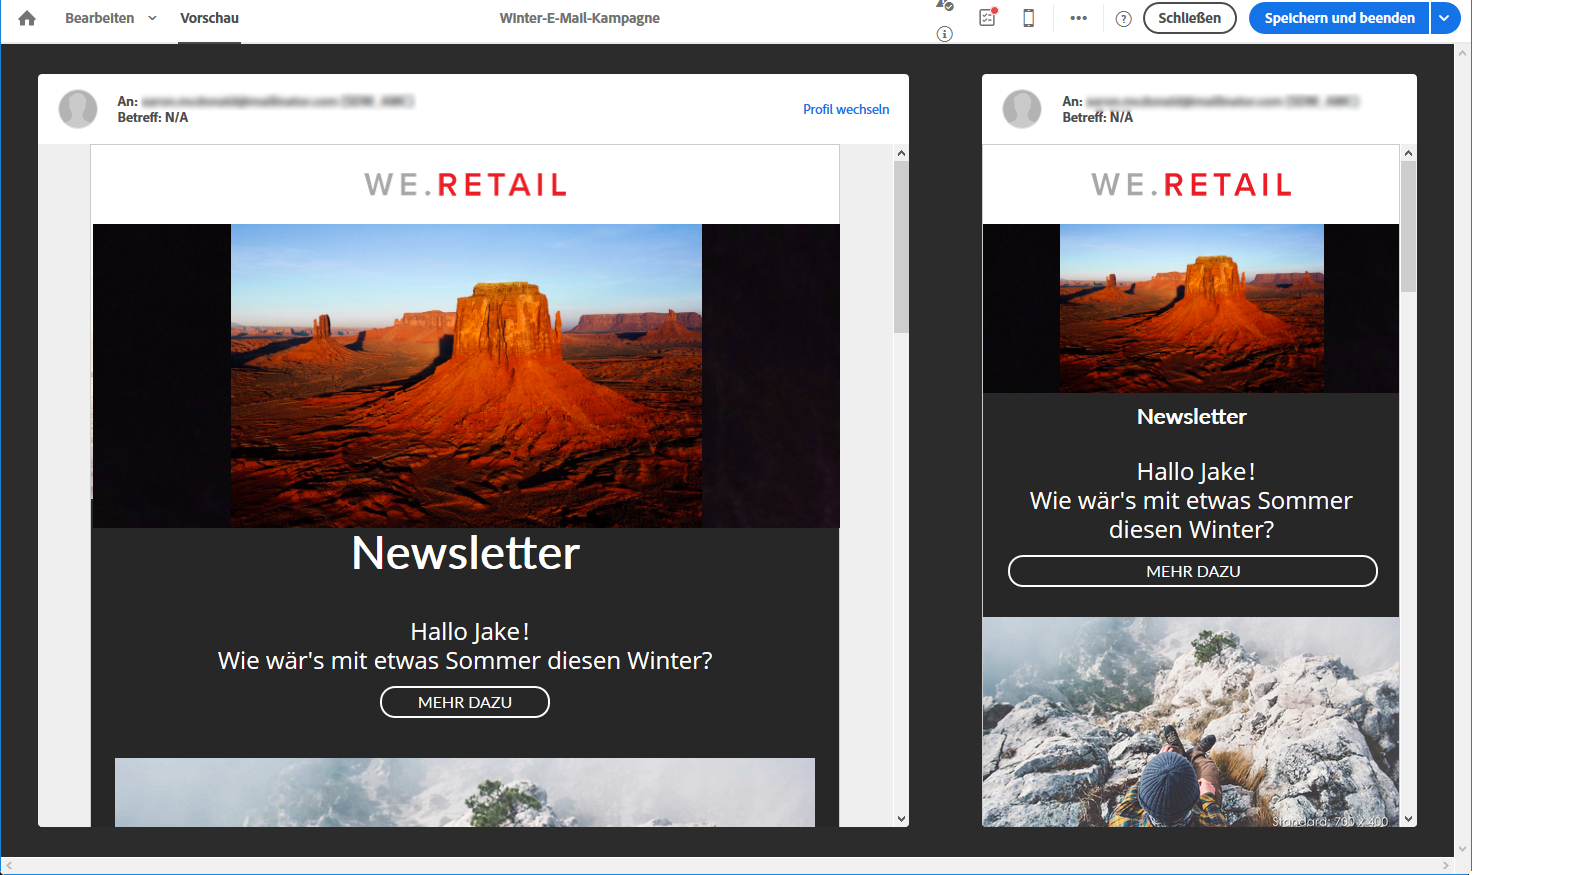 Bearbeiten
Vorschau
Winter-E-Mail-Kampagne
Schließen
Speichern und beenden
An:
Betreff: N/A
Profil wechseln
WE.RETAIL
Newsletter
Hallo Jake!
Wie wär's mit etwas Sommer diesen Winter?
MEHR DAZU
An:
Betreff: N/A
WE.RETAIL
Newsletter
Hallo Jake!
Wie wär's mit etwas Sommer
diesen Winter?
MEHR DAZU
Standard: 700 x 400